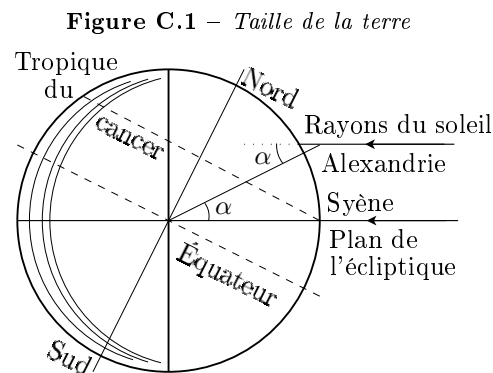 Figure C.1 – Taille de la terre
Tropique
du
cancer
Nord
Rayons du soleil
α
Alexandrie
Syène
α
Plan de
l'écliptique
Équateur
Sud